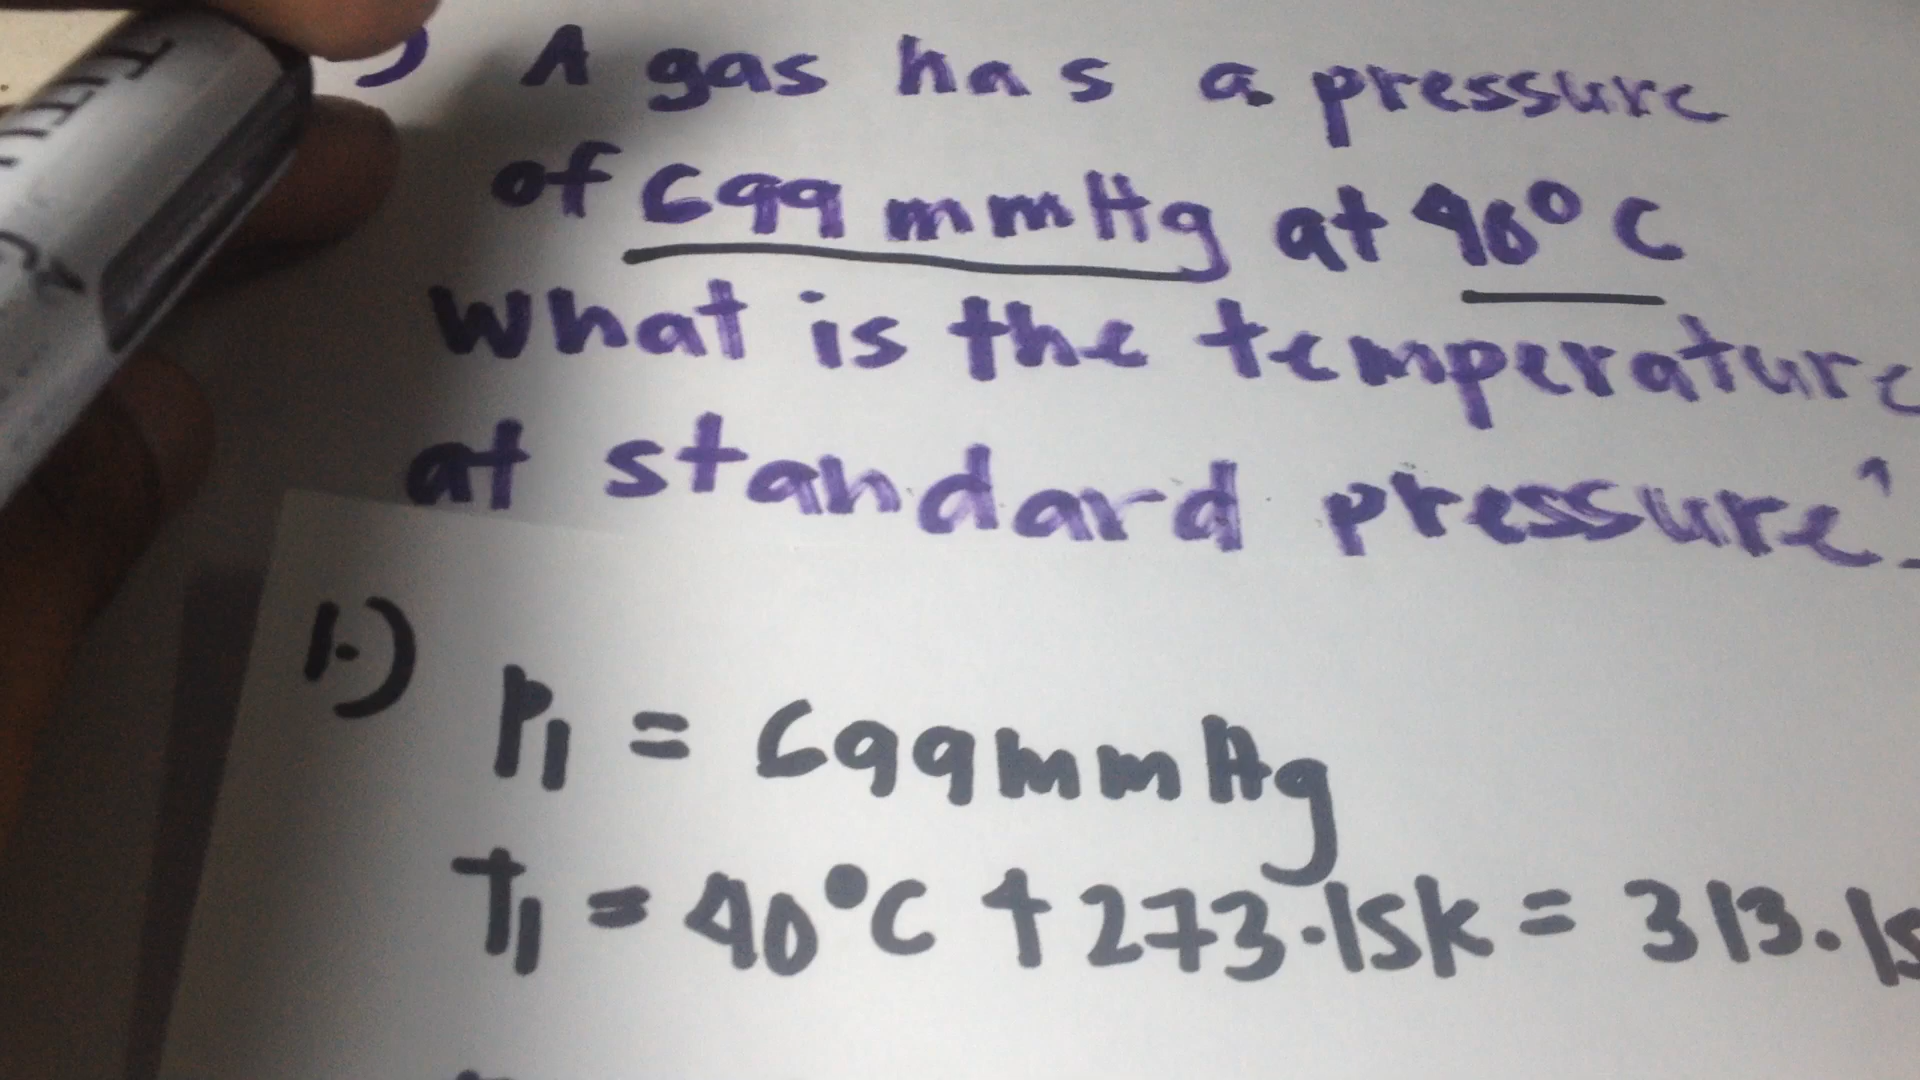 ) A gas has a pressure
of 699 mmHg at 40°C
What is the temperature
at standard pressure?
1.) P1 = 699mmHg
T1 = 40°C + 273.15K = 313.15